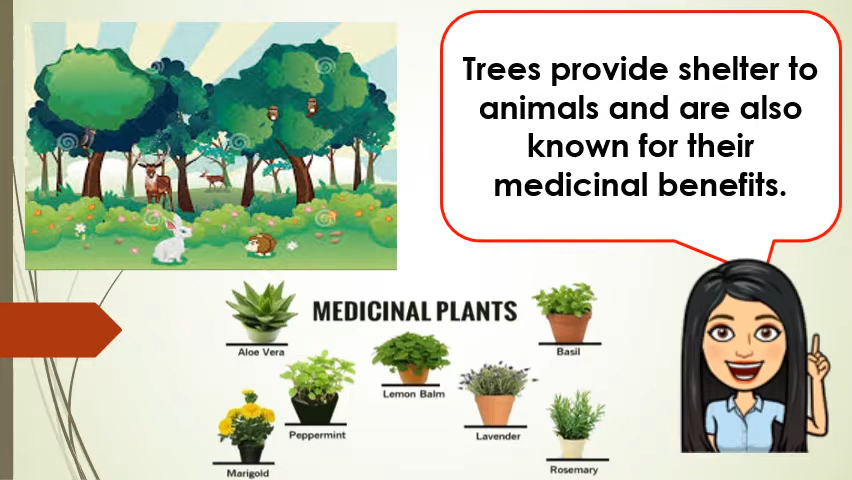 Trees provide shelter to
animals and are also
known for their
medicinal benefits.
MEDICINAL PLANTS
Aloe Vera
Basil
Lemon Balm
Peppermint
Lavender
Marigold
Rosemary